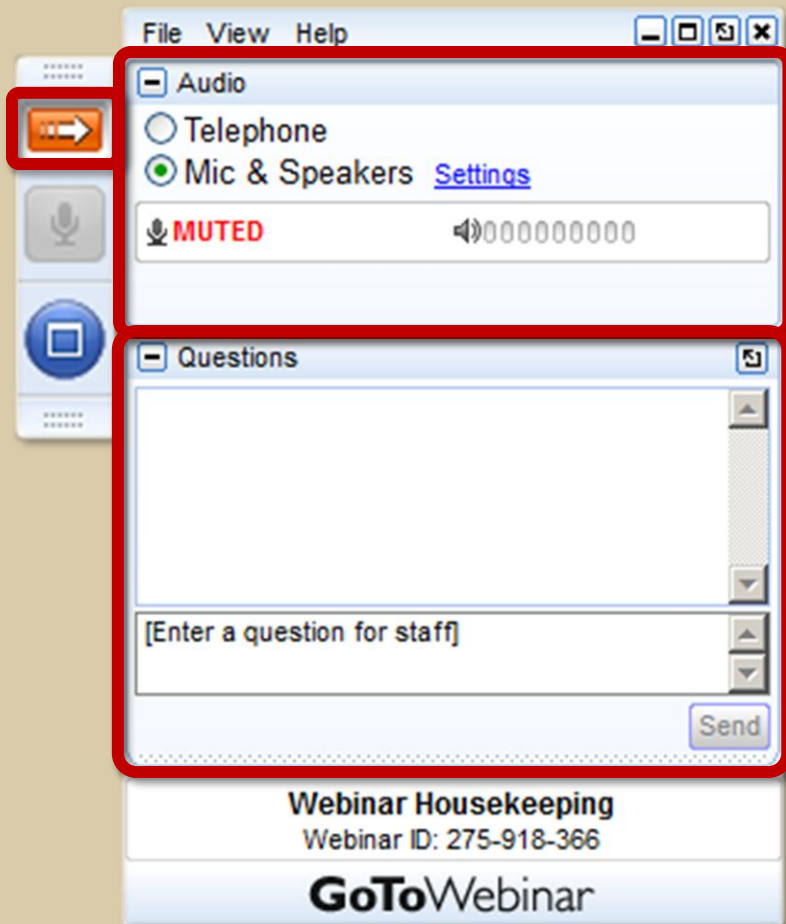 File View Help
Audio
Telephone
Mic & Speakers Settings
MUTED 000000000
Questions
[Enter a question for staff]
Send
Webinar Housekeeping
Webinar ID: 275-918-366
GoToWebinar